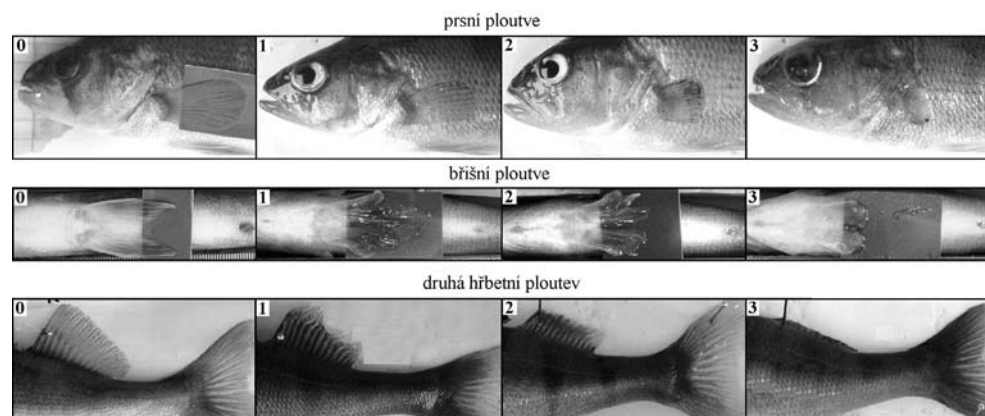 prsní ploutve
0 1 2 3
břišní ploutve
0 1 2 3
druhá hřbetní ploutev
0 1 2 3